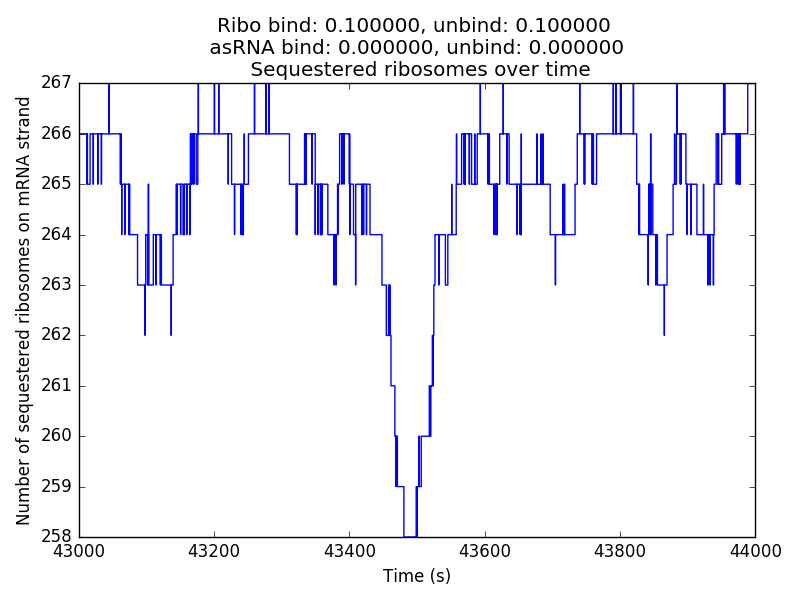 Ribo bind: 0.100000, unbind: 0.100000
asRNA bind: 0.000000, unbind: 0.000000
Sequestered ribosomes over time
Number of sequestered ribosomes on mRNA strand
267
266
265
264
263
262
261
260
259
258
43000 43200 43400 43600 43800 44000
Time (s)